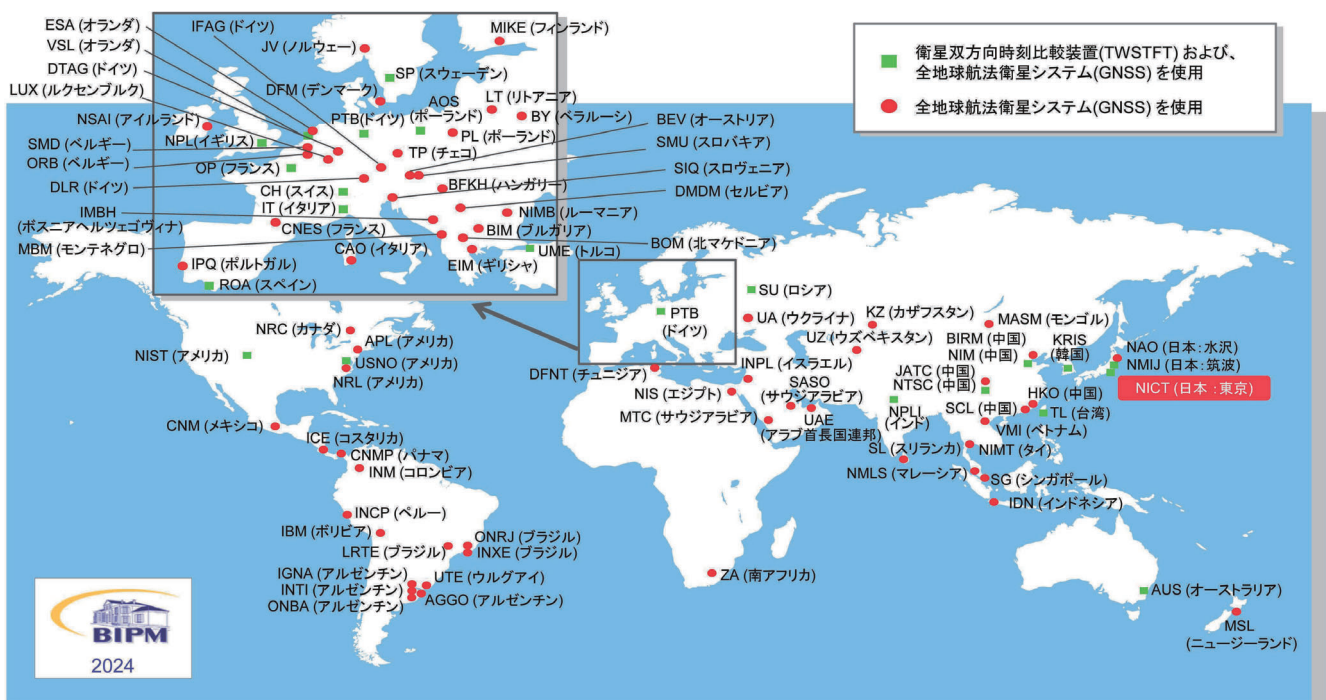 ESA (オランダ)
VSL (オランダ)
DTAG (ドイツ)
LUX (ルクセンブルク)
NSAI (アイルランド)
SMD (ベルギー)
ORB (ベルギー)
DLR (ドイツ)
IMBH
(ボスニアヘルツェゴヴィナ)
MBM (モンテネグロ)
IFAG (ドイツ)
JV (ノルウェー)
MIKE (フィンランド)
SP (スウェーデン)
DFM (デンマーク)
AOS
(ポーランド)
PTB(ドイツ)
LT (リトアニア)
BY (ベラルーシ)
PL (ポーランド)
NPL(イギリス)
OP (フランス)
TP (チェコ)
CH (スイス)
IT (イタリア)
BFKH (ハンガリー)
CNES (フランス)
NIMB (ルーマニア)
BIM (ブルガリア)
CAO (イタリア)
UME (トルコ)
EIM (ギリシャ)
IPQ (ポルトガル)
ROA (スペイン)
BEV (オーストリア)
SMU (スロバキア)
SIQ (スロヴェニア)
DMDM (セルビア)
BOM (北マケドニア)
衛星双方向時刻比較装置(TWSTFT) および、
全地球航法衛星システム(GNSS) を使用
全地球航法衛星システム(GNSS) を使用
PTB
(ドイツ)
SU (ロシア)
UA (ウクライナ)
KZ (カザフスタン)
UZ (ウズベキスタン)
MASM (モンゴル)
BIRM (中国)
NIM (中国)
KRIS
(韓国)
JATC (中国)
NTSC (中国)
NAO (日本：水沢)
NMIJ (日本：筑波)
NICT (日本：東京)
HKO (中国)
SCL (中国)
TL (台湾)
VMI (ベトナム)
NIMT (タイ)
NPLI
(インド)
SL (スリランカ)
NMLS (マレーシア)
SG (シンガポール)
IDN (インドネシア)
DFNT (チュニジア)
INPL (イスラエル)
NIS (エジプト)
SASO
(サウジアラビア)
MTC (サウジアラビア)
UAE
(アラブ首長国連邦)
NRC (カナダ)
APL (アメリカ)
NIST (アメリカ)
USNO (アメリカ)
NRL (アメリカ)
CNM (メキシコ)
ICE (コスタリカ)
CNMP (パナマ)
INM (コロンビア)
INCP (ペルー)
IBM (ボリビア)
ONRJ (ブラジル)
LRTE (ブラジル)
INXE (ブラジル)
IGNA (アルゼンチン)
UTE (ウルグアイ)
INTI (アルゼンチン)
AGGO (アルゼンチン)
ONBA (アルゼンチン)
ZA (南アフリカ)
AUS (オーストラリア)
MSL
(ニュージーランド)
BIPM
2024